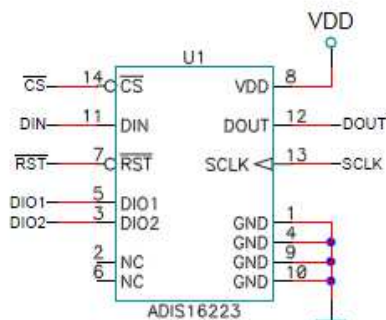 VDD
U1
CS 14 CS VDD 8
DIN 11 DIN DOUT 12 DOUT
RST 7 RST SCLK 13 SCLK
DIO1 5 DIO1
DIO2 3 DIO2
GND 1
GND 4
2 NC GND 9
6 NC GND 10
ADIS16223